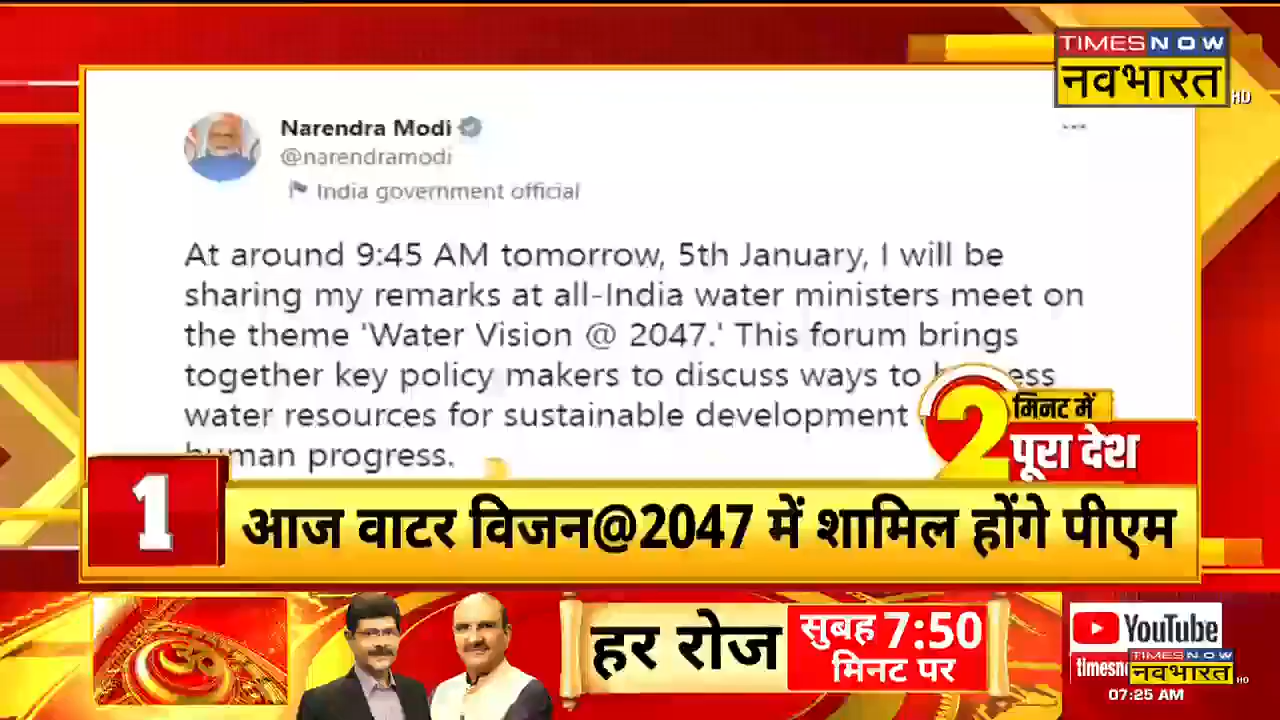 TIMES NOW
नवभारत
HD
Narendra Modi
@narendramodi
India government official
At around 9:45 AM tomorrow, 5th January, I will be
sharing my remarks at all-India water ministers meet on
the theme 'Water Vision @ 2047.' This forum brings
together key policy makers to discuss ways to
water resources for sustainable development
human progress.
2 मिनट में
पूरा देश
1
आज वाटर विजन@2047 में शामिल होंगे पीएम
ॐ
हर रोज
सुबह 7:50
मिनट पर
YouTube
TIMES NOW
नवभारत
HD
07:25 AM